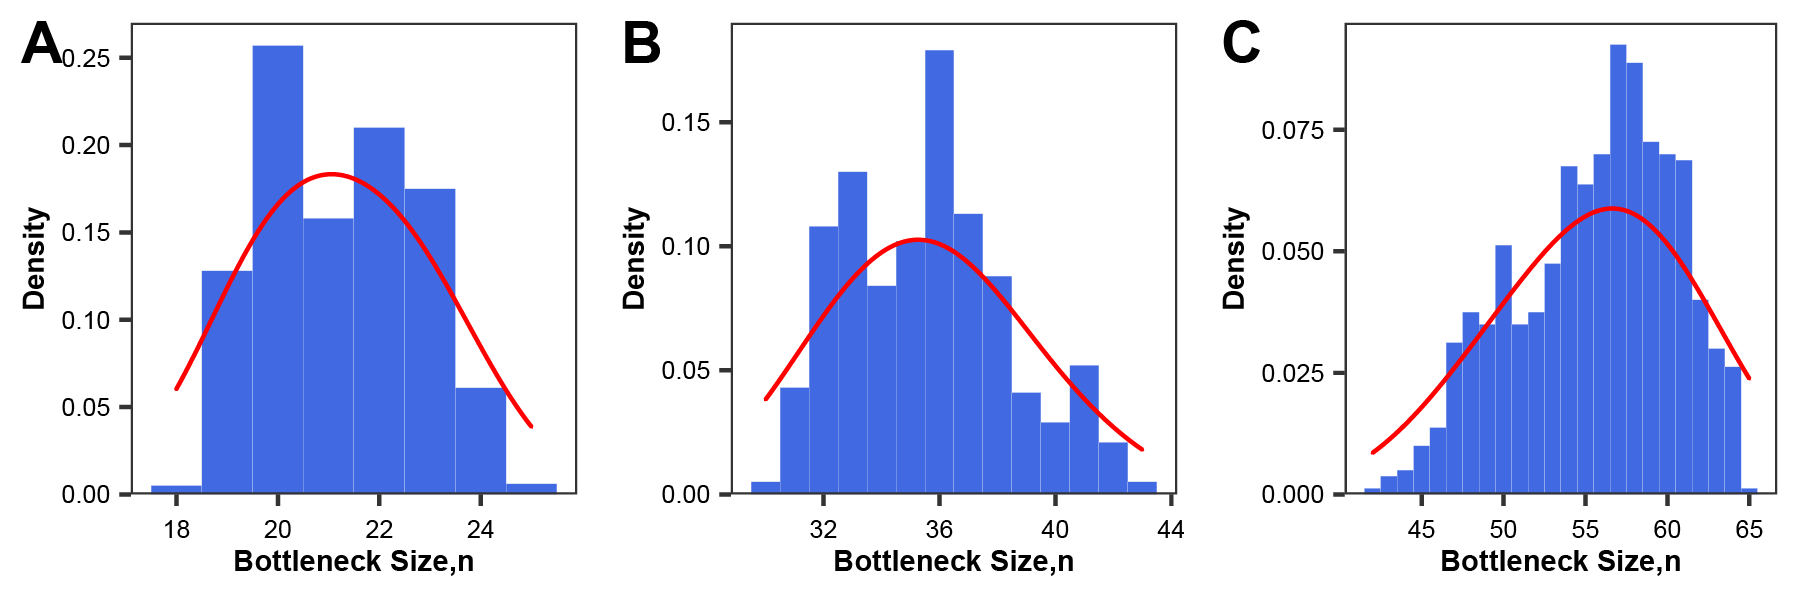 A
0.25
0.20
0.15
0.10
0.05
0.00
Density
18 20 22 24
Bottleneck Size,n
B
0.15
0.10
0.05
0.00
Density
32 36 40 44
Bottleneck Size,n
C
0.075
0.050
0.025
0.000
Density
45 50 55 60 65
Bottleneck Size,n